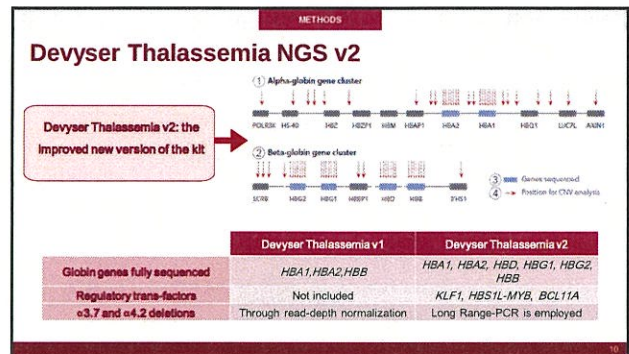 METHODS
Devyser Thalassemia NGS v2
1 Alpha-globin gene cluster
POLR3K HS-40 HBZ HBZP1 HBM HBAP1 HBA2 HBA1 HBQ1 LUC7L AXIN1
Devyser Thalassemia v2: the
improved new version of the kit
2 Beta-globin gene cluster
3 Genes sequenced
4 Position for CNV analysis
LCRB HBG2 HBG1 HBBP1 HBD HBB 3'HS1
Devyser Thalassemia v1 Devyser Thalassemia v2
Globin genes fully sequenced HBA1,HBA2,HBB HBA1, HBA2, HBD, HBG1, HBG2,
HBB
Regulatory trans-factors Not included KLF1, HBS1L-MYB, BCL11A
α3.7 and α4.2 deletions Through read-depth normalization Long Range-PCR is employed
10